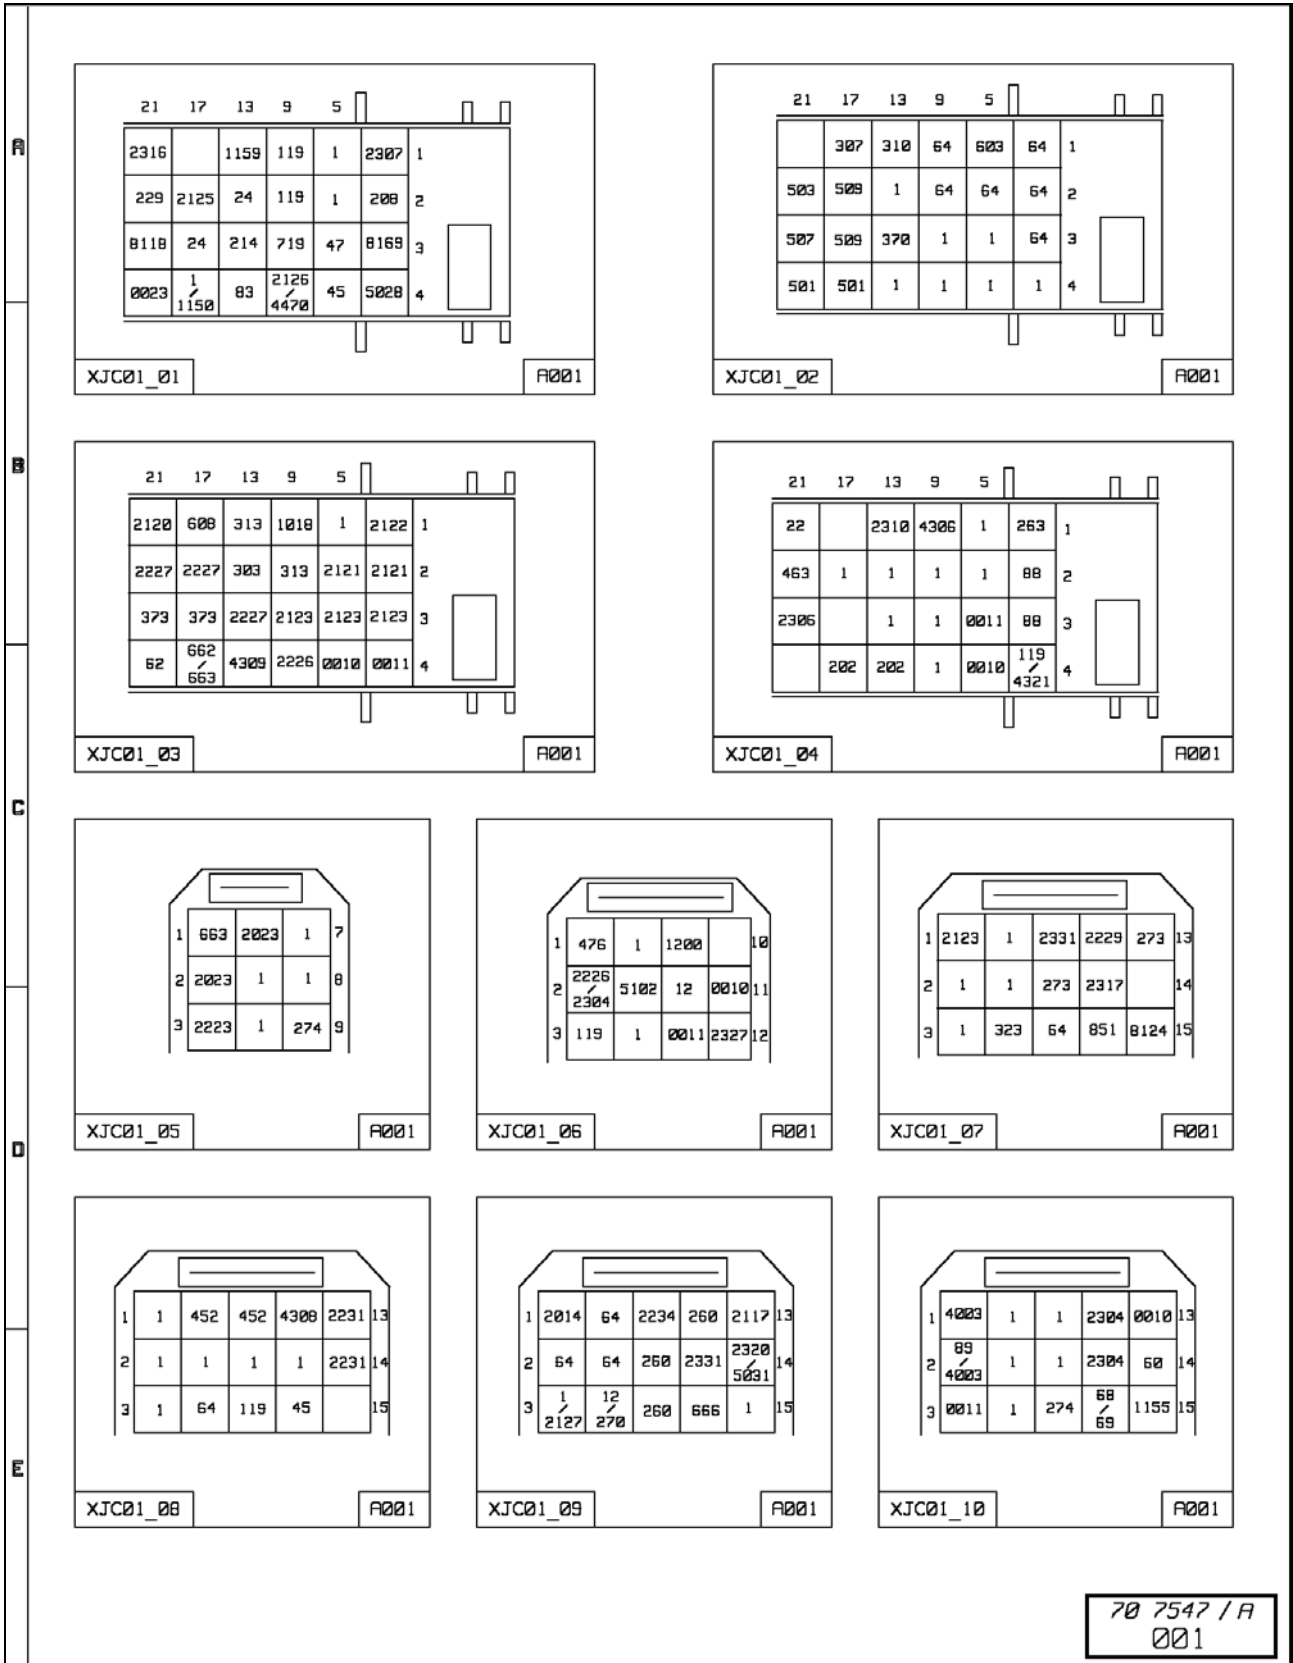 A
21 17 13 9 5
2316 1159 119 1 2307 1
229 2125 24 119 1 208 2
8118 24 214 719 47 8169 3
0023 1/1150 83 2126/4470 45 5028 4
XJC01_01 A001
21 17 13 9 5
307 310 64 603 64 1
503 509 1 64 64 64 2
507 509 370 1 1 64 3
501 501 1 1 1 1 4
XJC01_02 A001
B
21 17 13 9 5
2120 608 313 1018 1 2122 1
2227 2227 303 313 2121 2121 2
373 373 2227 2123 2123 2123 3
62 662/663 4309 2226 0010 0011 4
XJC01_03 A001
21 17 13 9 5
22 2310 4306 1 263 1
463 1 1 1 1 88 2
2306 1 1 0011 88 3
202 202 1 0010 119/4321 4
XJC01_04 A001
C
1 663 2023 1 7
2 2023 1 1 8
3 2223 1 274 9
XJC01_05 A001
1 476 1 1200 10
2 2226/2304 5102 12 0010 11
3 119 1 0011 2327 12
XJC01_06 A001
1 2123 1 2331 2229 273 13
2 1 1 273 2317 14
3 1 323 64 851 8124 15
XJC01_07 A001
D
1 1 452 452 4308 2231 13
2 1 1 1 1 2231 14
3 1 64 119 45 15
XJC01_08 A001
1 2014 64 2234 260 2117 13
2 64 64 260 2331 2320/5031 14
3 1/2127 12/270 260 666 1 15
XJC01_09 A001
1 4003 1 1 2304 0010 13
2 89/4003 1 1 2304 60 14
3 0011 1 274 68/69 1155 15
XJC01_10 A001
E
70 7547 / A
001